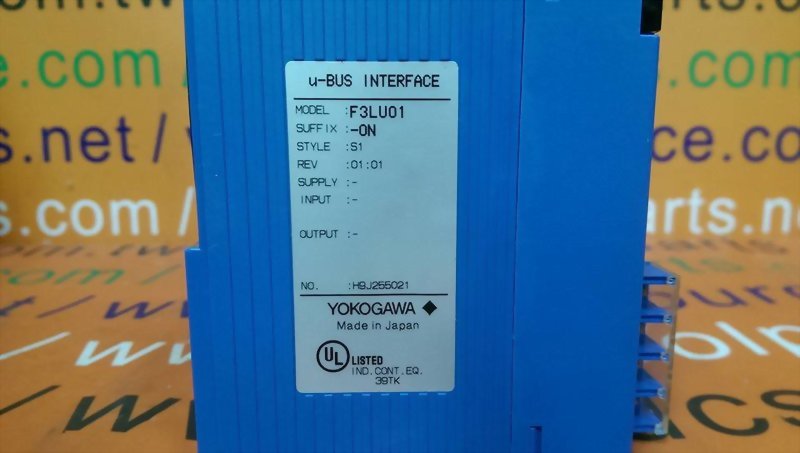 u-BUS INTERFACE
MODEL :F3LU01
SUFFIX :-0N
STYLE :S1
REV :01:01
SUPPLY :-
INPUT :-
OUTPUT :-
NO. :H9J255021
YOKOGAWA
Made in Japan
UL LISTED
IND.CONT.EQ.
39TK